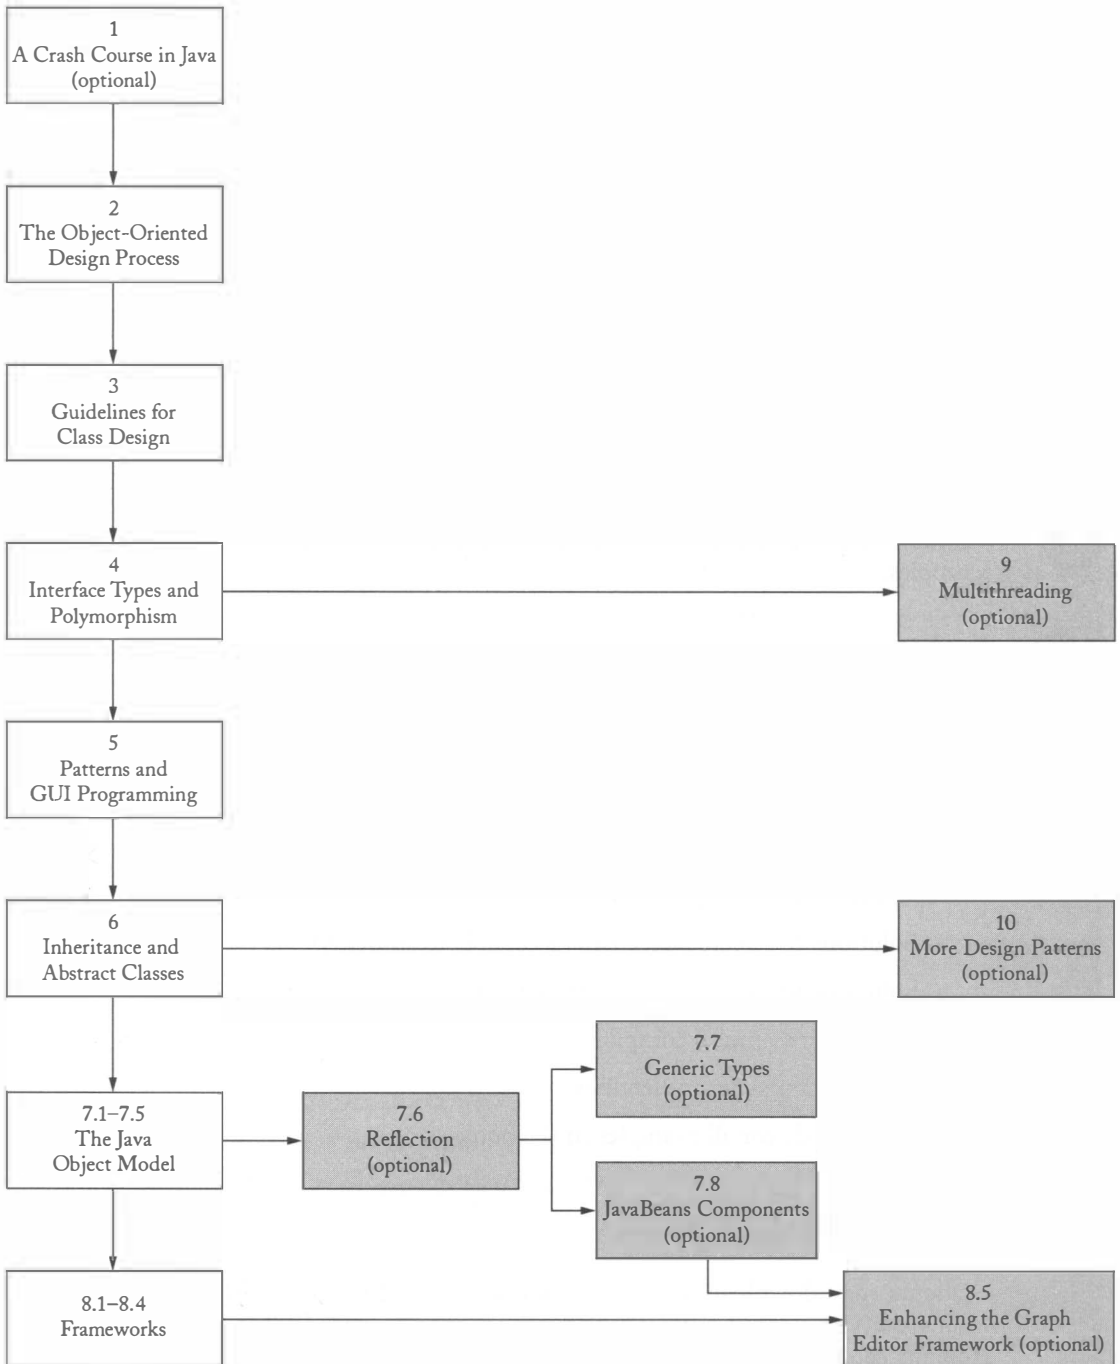 1
A Crash Course in Java
(optional)
2
The Object-Oriented
Design Process
3
Guidelines for
Class Design
4
Interface Types and
Polymorphism
9
Multithreading
(optional)
5
Patterns and
GUI Programming
6
Inheritance and
Abstract Classes
10
More Design Patterns
(optional)
7.1–7.5
The Java
Object Model
7.6
Reflection
(optional)
7.7
Generic Types
(optional)
7.8
JavaBeans Components
(optional)
8.1–8.4
Frameworks
8.5
Enhancing the Graph
Editor Framework (optional)